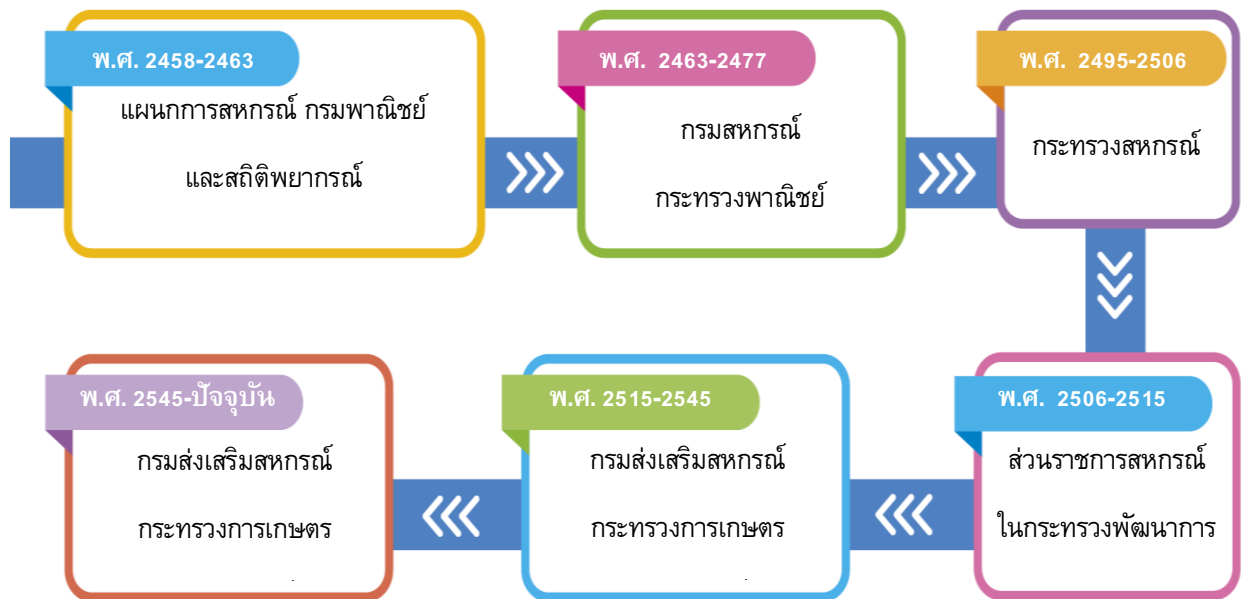 พ.ศ. 2458-2463
แผนกการสหกรณ์ กรมพาณิชย์
และสถิติพยากรณ์
พ.ศ. 2463-2477
กรมสหกรณ์
กระทรวงพาณิชย์
พ.ศ. 2495-2506
กระทรวงสหกรณ์
พ.ศ. 2506-2515
ส่วนราชการสหกรณ์
ในกระทรวงพัฒนาการ
พ.ศ. 2515-2545
กรมส่งเสริมสหกรณ์
กระทรวงการเกษตร
พ.ศ. 2545-ปัจจุบัน
กรมส่งเสริมสหกรณ์
กระทรวงการเกษตร